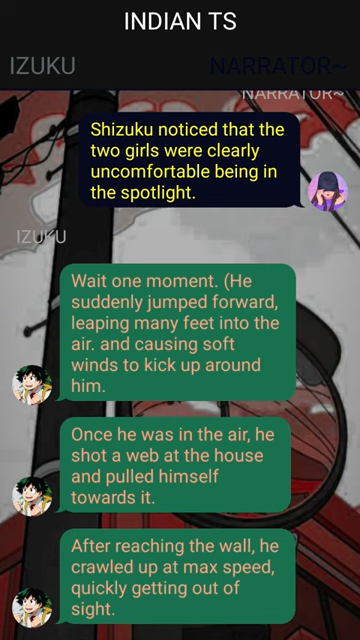 INDIAN TS
IZUKU
NARRATOR~
NARRATOR~
Shizuku noticed that the
two girls were clearly
uncomfortable being in
the spotlight.
IZUKU
Wait one moment. (He
suddenly jumped forward,
leaping many feet into the
air. and causing soft
winds to kick up around
him.
Once he was in the air, he
shot a web at the house
and pulled himself
towards it.
After reaching the wall, he
crawled up at max speed,
quickly getting out of
sight.